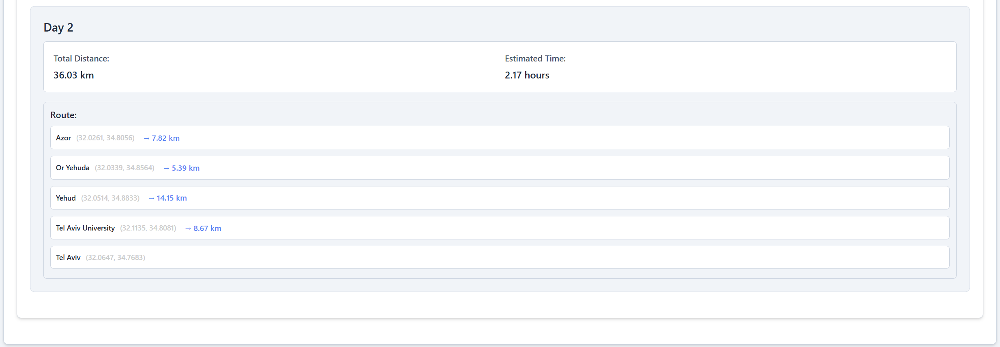 Day 2
Total Distance:
36.03 km
Estimated Time:
2.17 hours
Route:
Azor (32.0261, 34.8056) → 7.82 km
Or Yehuda (32.0339, 34.8564) → 5.39 km
Yehud (32.0514, 34.8833) → 14.15 km
Tel Aviv University (32.1135, 34.8081) → 8.67 km
Tel Aviv (32.0647, 34.7683)